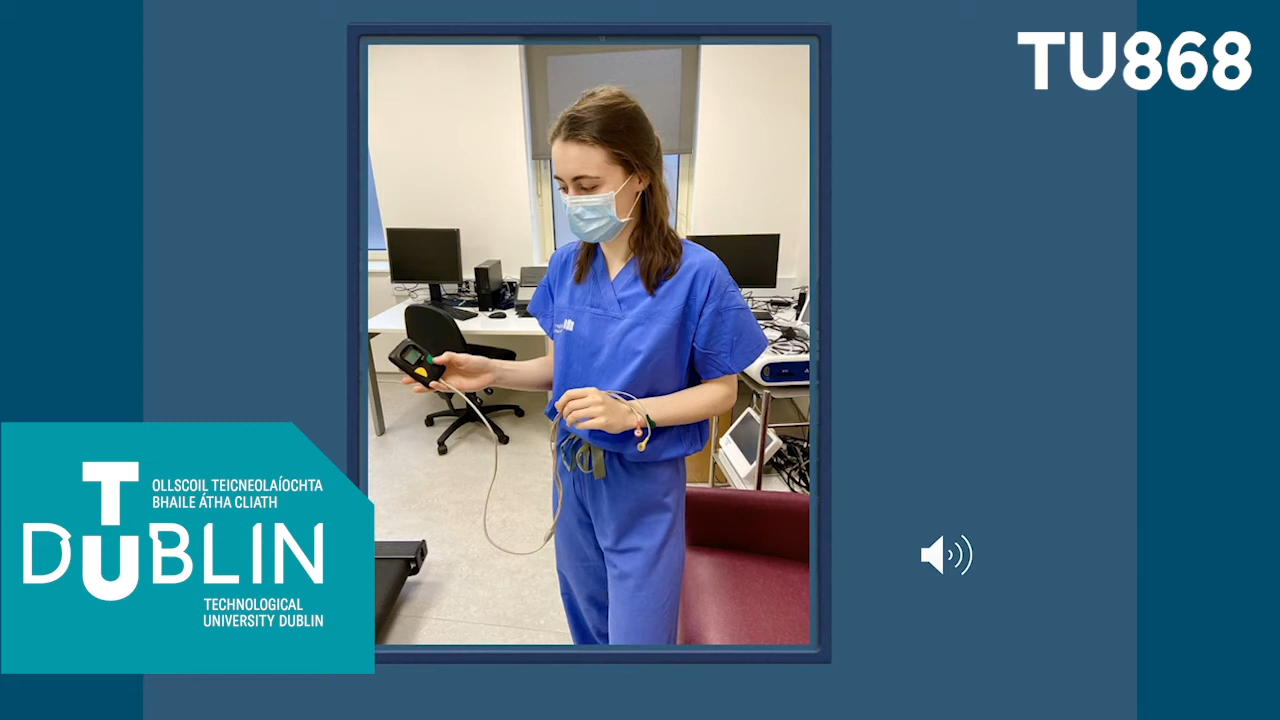 TU868
OLLSCOIL TEICNEOLAÍOCHTA
BHAILE ÁTHA CLIATH
TU DUBLIN
TECHNOLOGICAL
UNIVERSITY DUBLIN